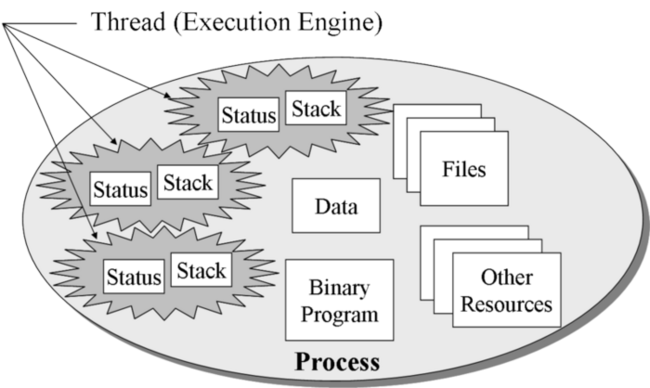 Thread (Execution Engine)
Status
Stack
Status
Stack
Status
Stack
Files
Data
Binary
Program
Other
Resources
Process